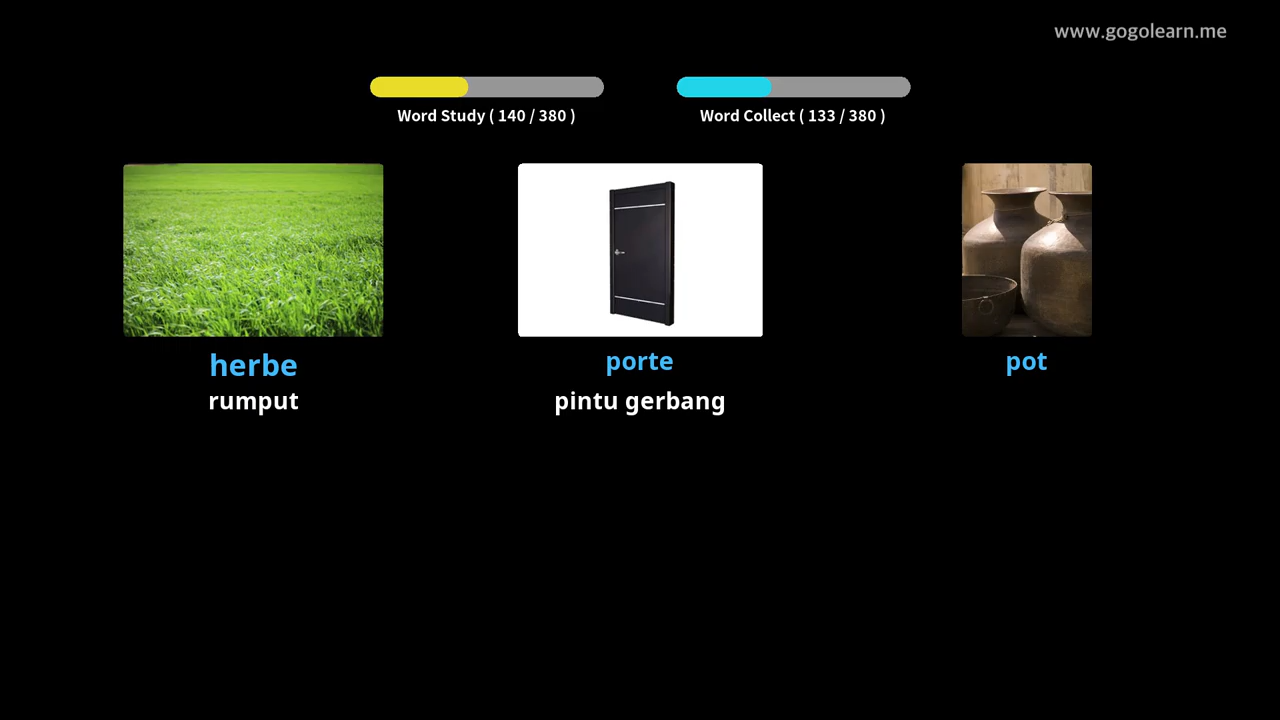 www.gogolearn.me
Word Study ( 140 / 380 )
Word Collect ( 133 / 380 )
herbe
rumput
porte
pintu gerbang
pot